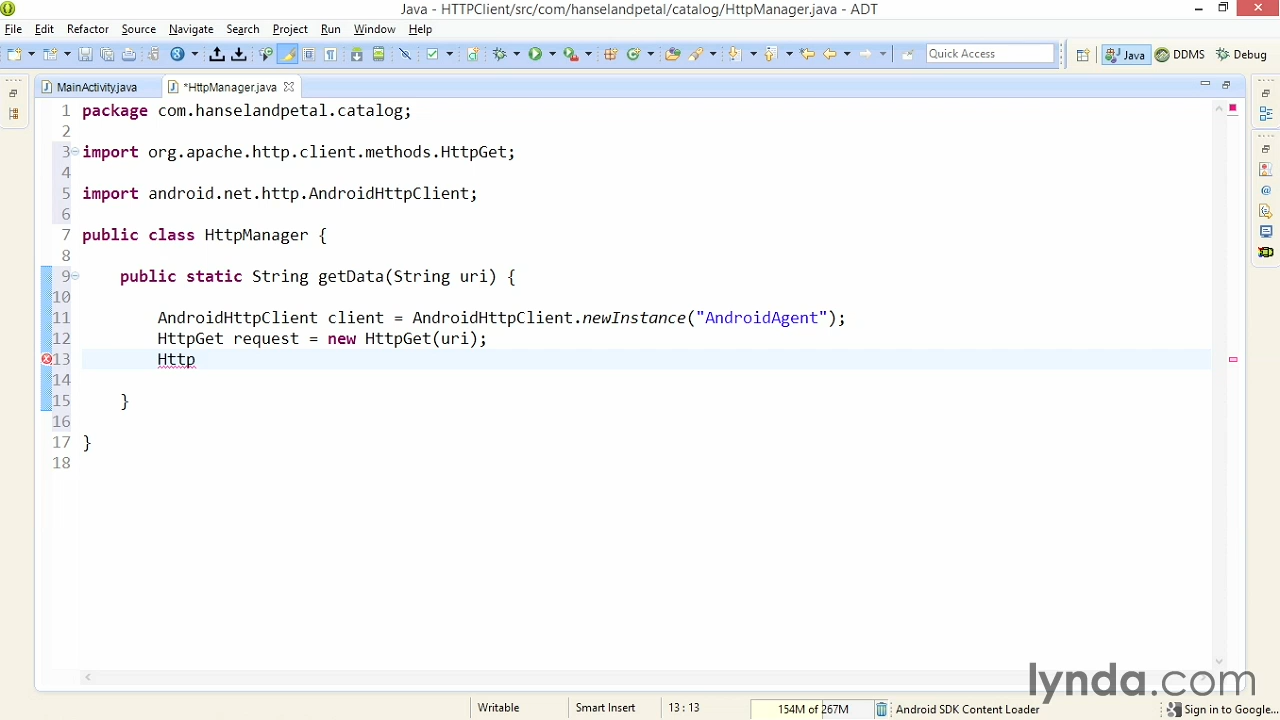 Java - HTTPClient/src/com/hanselandpetal/catalog/HttpManager.java - ADT
File Edit Refactor Source Navigate Search Project Run Window Help
Quick Access Java DDMS Debug
MainActivity.java *HttpManager.java
1 package com.hanselandpetal.catalog;
2
3 import org.apache.http.client.methods.HttpGet;
4
5 import android.net.http.AndroidHttpClient;
6
7 public class HttpManager {
8
9 public static String getData(String uri) {
10
11 AndroidHttpClient client = AndroidHttpClient.newInstance("AndroidAgent");
12 HttpGet request = new HttpGet(uri);
13 Http
14
15 }
16
17 }
18
lynda.com
Writable Smart Insert 13 : 13 154M of 267M Android SDK Content Loader Sign in to Google...